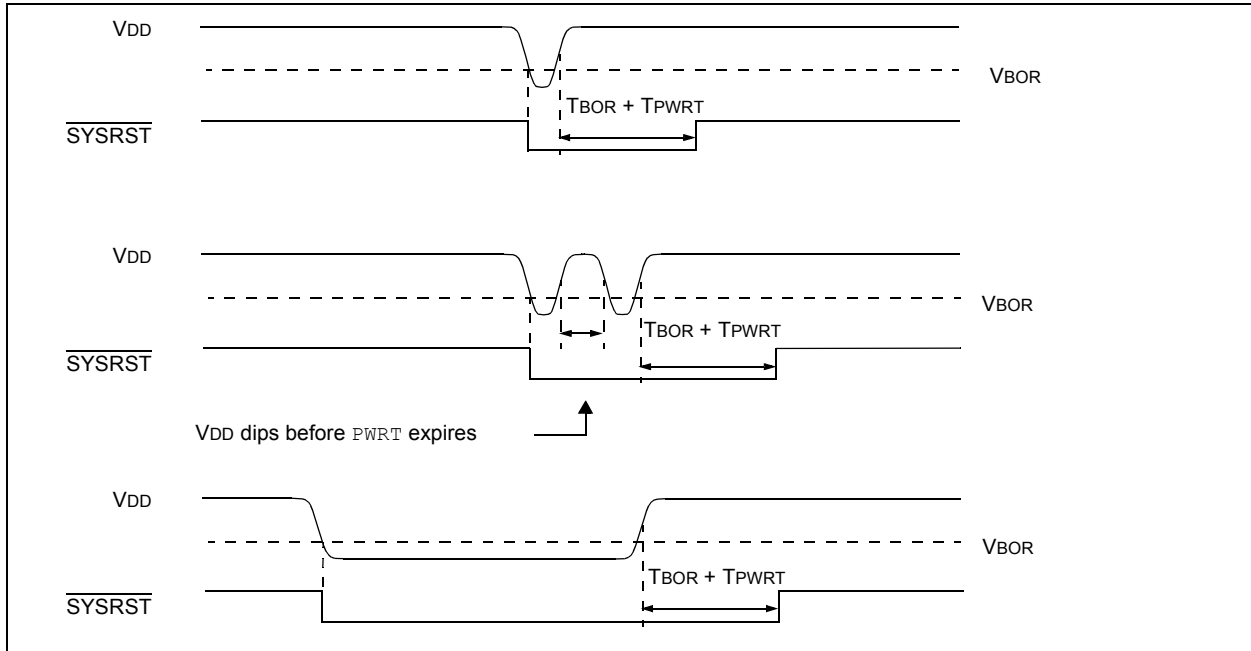 VDD
VBOR
TBOR + TPWRT
SYSRST
VDD
VBOR
TBOR + TPWRT
SYSRST
VDD dips before PWRT expires
VDD
VBOR
TBOR + TPWRT
SYSRST